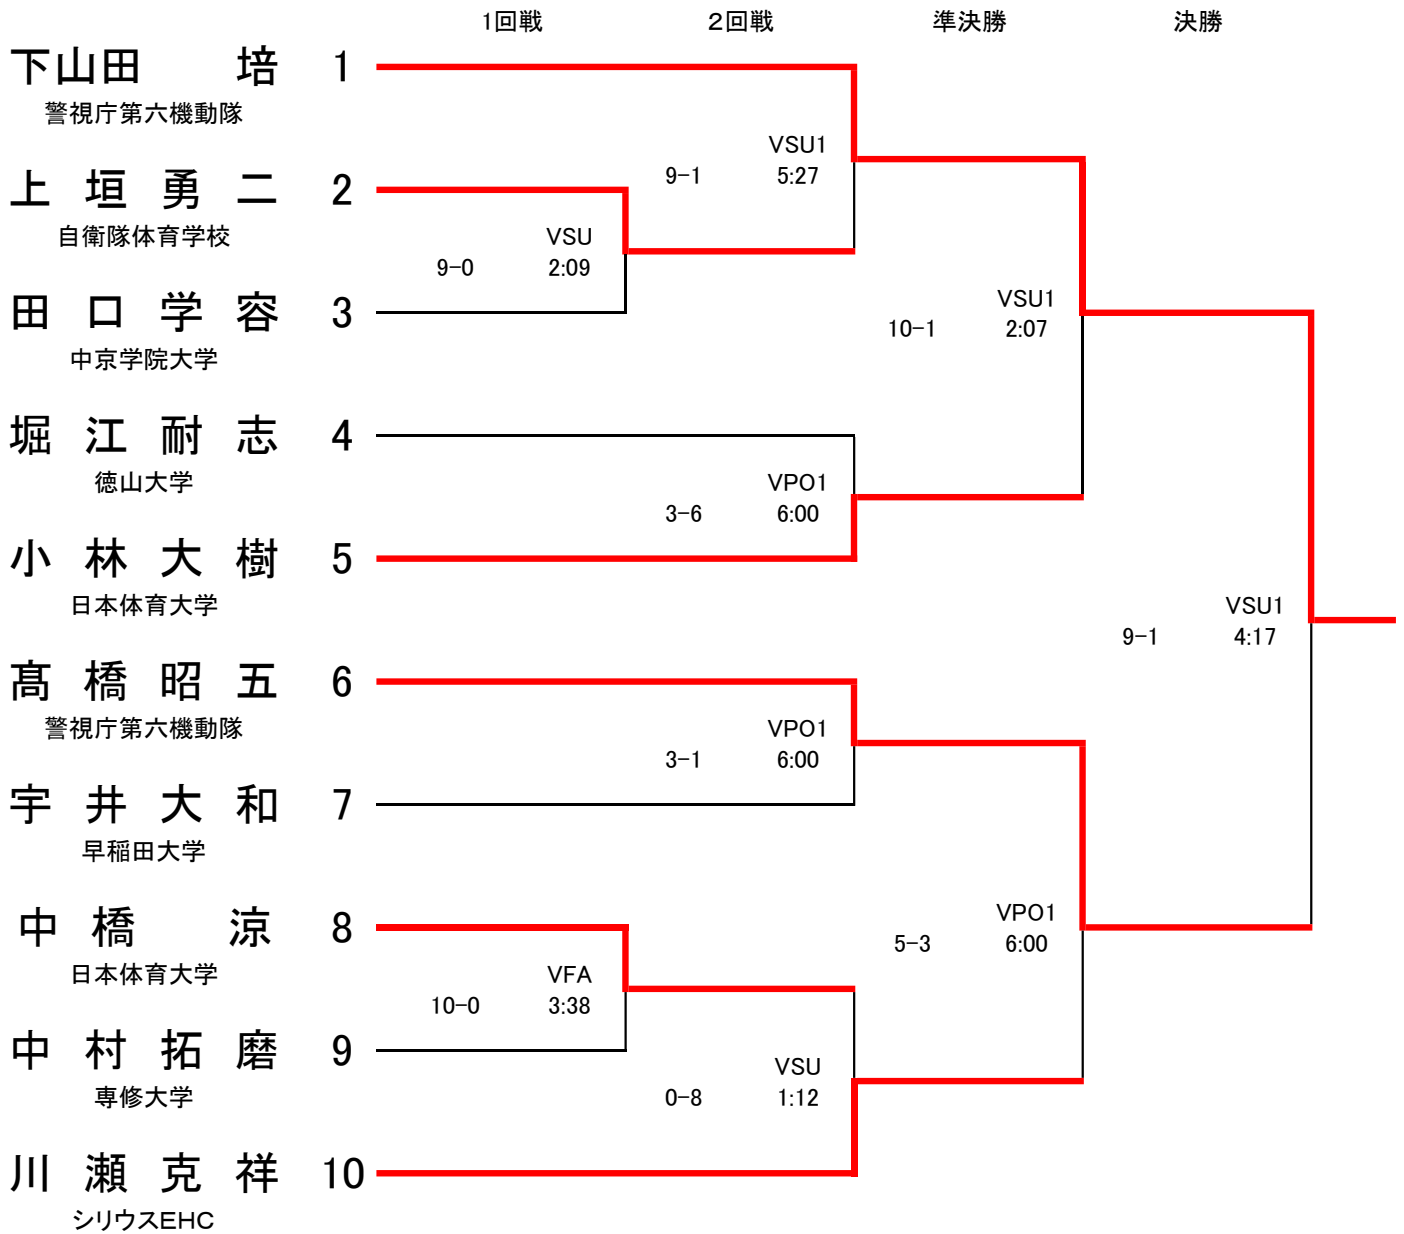 1回戦 2回戦 準決勝 決勝
下山田 培 1
警視庁第六機動隊
VSU1
9-1 5:27
上垣勇二 2
自衛隊体育学校
VSU
9-0 2:09
田口学容 3
中京学院大学
VSU1
10-1 2:07
堀江耐志 4
徳山大学
VPO1
3-6 6:00
小林大樹 5
日本体育大学
VSU1
9-1 4:17
髙橋昭五 6
警視庁第六機動隊
VPO1
3-1 6:00
宇井大和 7
早稲田大学
中橋 涼 8
VPO1
5-3 6:00
日本体育大学
VFA
10-0 3:38
中村拓磨 9
専修大学
VSU
0-8 1:12
川瀬克祥 10
シリウスEHC